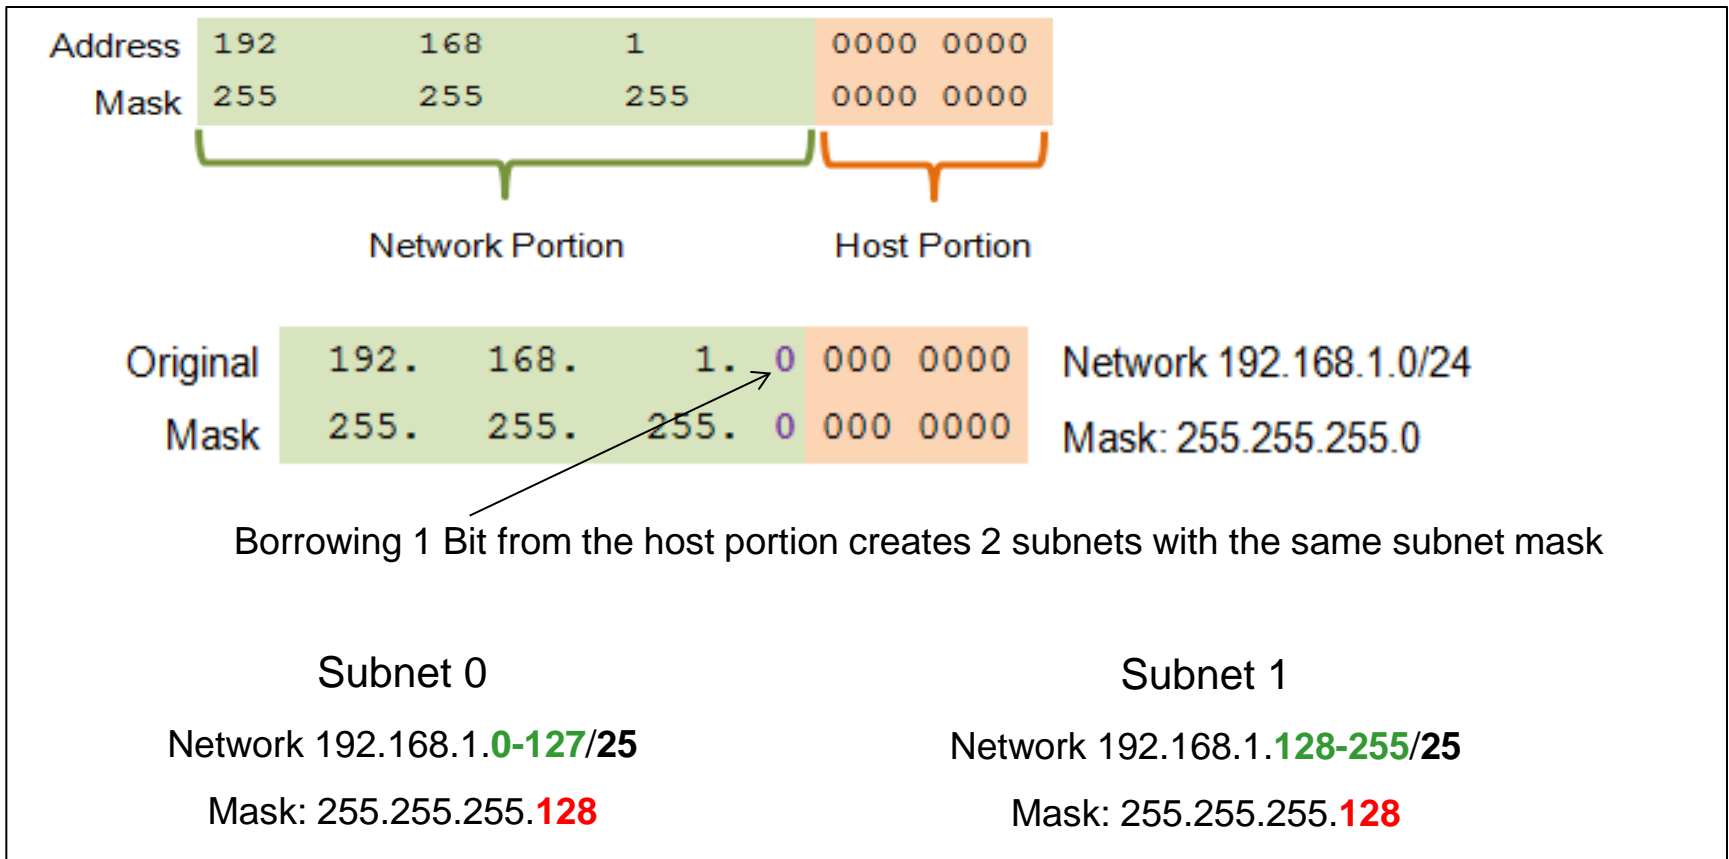 Address 192 168 1 0000 0000
Mask 255 255 255 0000 0000
Network Portion Host Portion
Original 192. 168. 1. 0 000 0000 Network 192.168.1.0/24
Mask 255. 255. 255. 0 000 0000 Mask: 255.255.255.0
Borrowing 1 Bit from the host portion creates 2 subnets with the same subnet mask
Subnet 0 Subnet 1
Network 192.168.1.0-127/25 Network 192.168.1.128-255/25
Mask: 255.255.255.128 Mask: 255.255.255.128